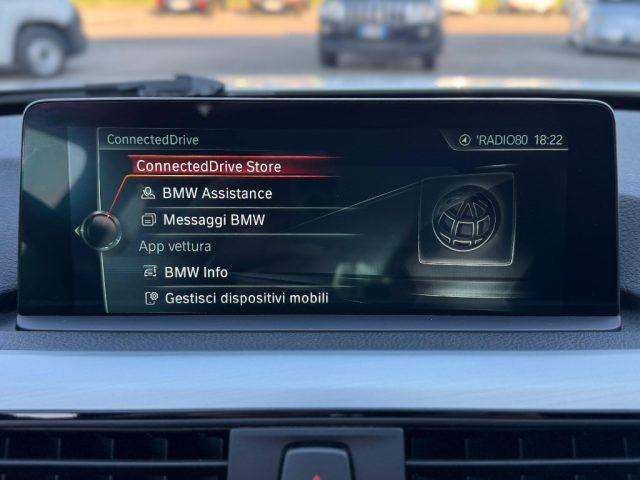 ConnectedDrive
'RADIO80 18:22
ConnectedDrive Store
BMW Assistance
Messaggi BMW
App vettura
BMW Info
Gestisci dispositivi mobili